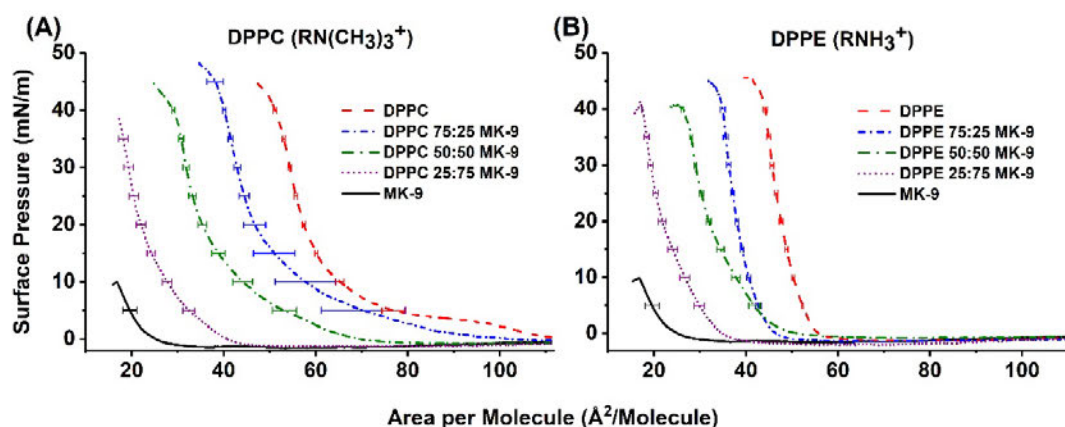 (A)
DPPC (RN(CH3)3+)
50
40
30
20
10
0
20
40
60
80
100
DPPC
DPPC 75:25 MK-9
DPPC 50:50 MK-9
DPPC 25:75 MK-9
MK-9
Surface Pressure (mN/m)
(B)
DPPE (RNH3+)
50
40
30
20
10
0
20
40
60
80
100
DPPE
DPPE 75:25 MK-9
DPPE 50:50 MK-9
DPPE 25:75 MK-9
MK-9
Area per Molecule (Å2/Molecule)